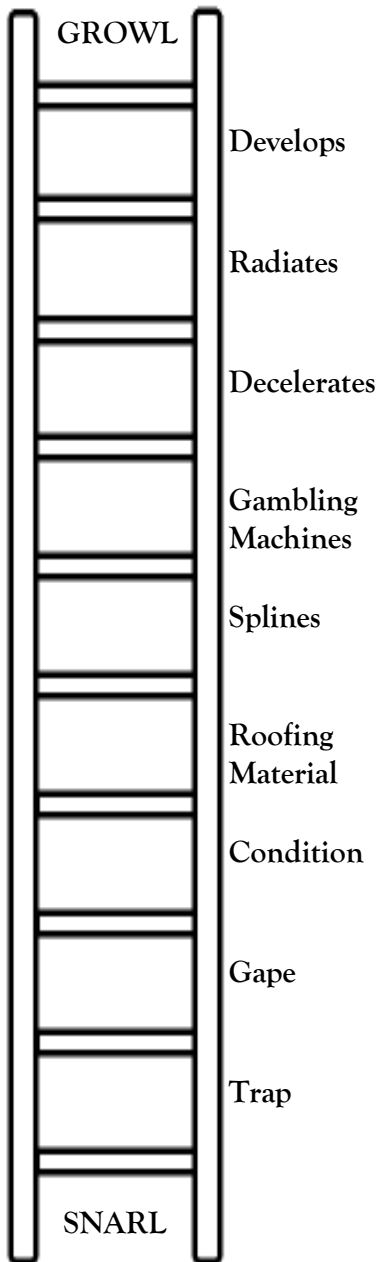 GROWL
Develops
Radiates
Decelerates
Gambling
Machines
Splines
Roofing
Material
Condition
Gape
Trap
SNARL